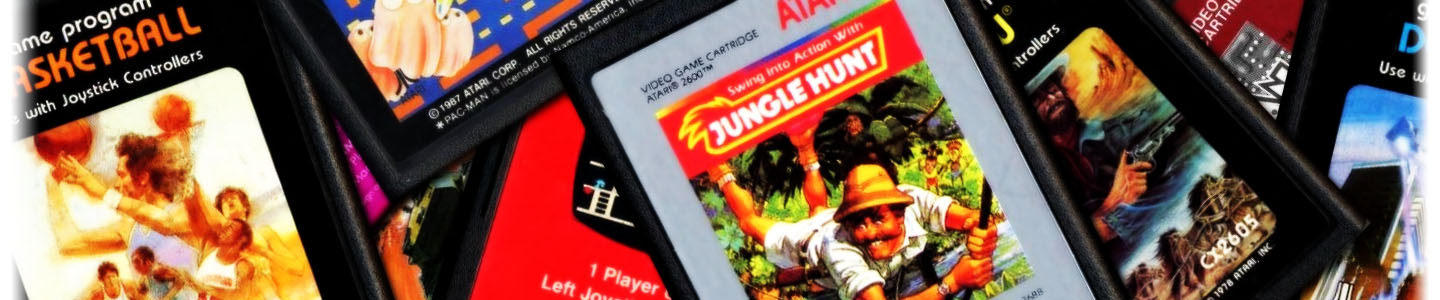 ame program
ASKETBALL
with Joystick Controllers
© 1987 ATARI CORP. ALL RIGHTS RESERVE
* PAC-MAN is licensed by Namco-America, Inc
1 Player
Left Joys
ATARI
VIDEO GAME CARTRIDGE
ATARI® 2600™
Swing Into Action With
JUNGLE HUNT
ntrollers
CX2605
1978 ATARI, INC.
VIDEO
CARTRID
D
Use w